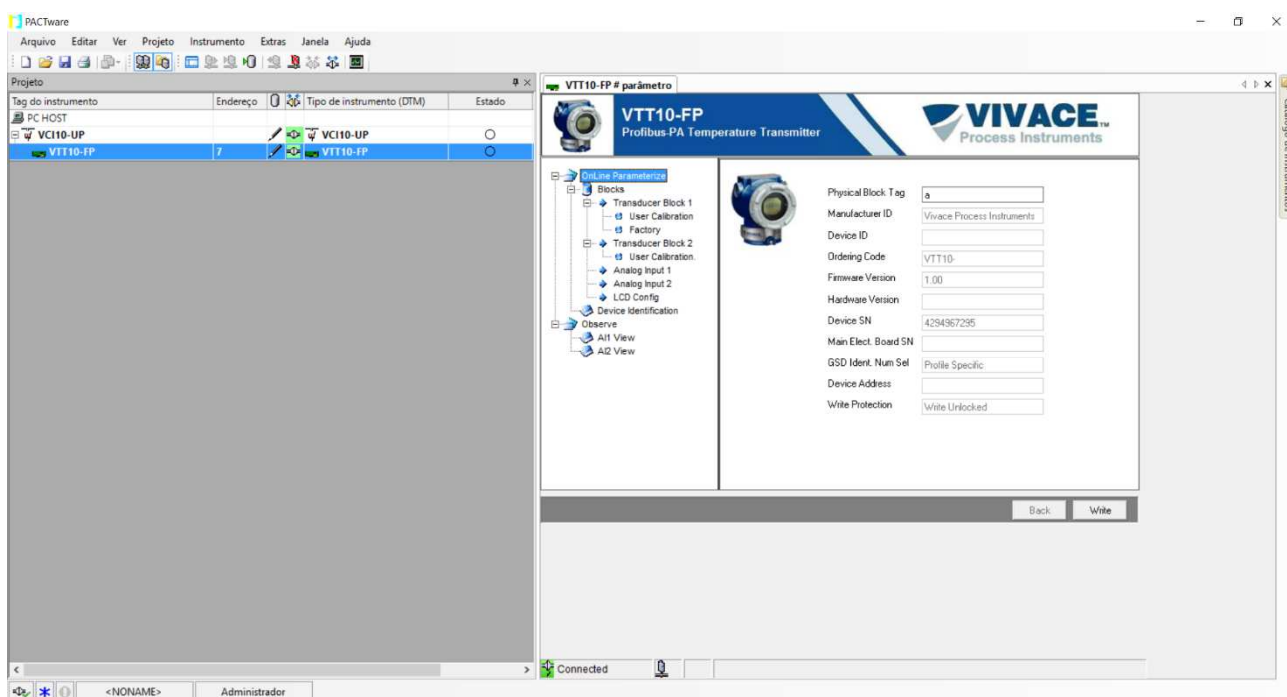 PACTware
Arquivo Editar Ver Projeto Instrumento Extras Janela Ajuda
Projeto
Tag do instrumento Endereço Tipo de instrumento (DTM) Estado
PC HOST
VCI10-UP VCI10-UP
VTT10-FP 7 VTT10-FP
VTT10-FP # parâmetro
VTT10-FP
Profibus-PA Temperature Transmitter
VIVACE TM
Process Instruments
OnLine Parameterize
Blocks
Transducer Block 1
User Calibration
Factory
Transducer Block 2
User Calibration.
Analog Input 1
Analog Input 2
LCD Config
Device Identification
Observe
AI1 View
AI2 View
Physical Block Tag a
Manufacturer ID Vivace Process Instruments
Device ID
Ordering Code VTT10-
Firmware Version 1.00
Hardware Version
Device SN 4294967295
Main Elect. Board SN
GSD Ident. Num Sel Profile Specific
Device Address
Write Protection Write Unlocked
Back Write
Connected
<NONAME> Administrador